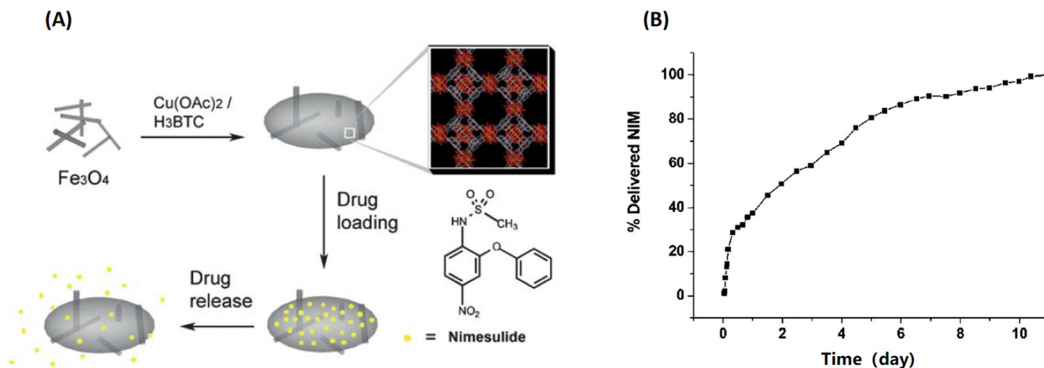 (A)
Cu(OAc)2 /
H3BTC
Fe3O4
Drug
loading
O O
S
HN CH3
O
NO2
Drug
release
= Nimesulide
(B)
% Delivered NIM
100
80
60
40
20
0
0 2 4 6 8 10
Time (day)